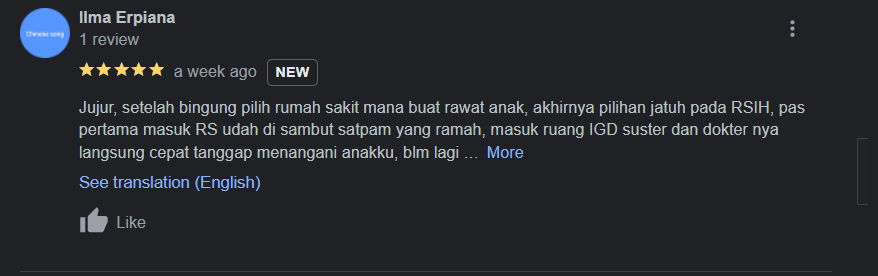 Chinese song
Ilma Erpiana
1 review
a week ago NEW
Jujur, setelah bingung pilih rumah sakit mana buat rawat anak, akhirnya pilihan jatuh pada RSIH, pas
pertama masuk RS udah di sambut satpam yang ramah, masuk ruang IGD suster dan dokter nya
langsung cepat tanggap menangani anakku, blm lagi ... More
See translation (English)
Like